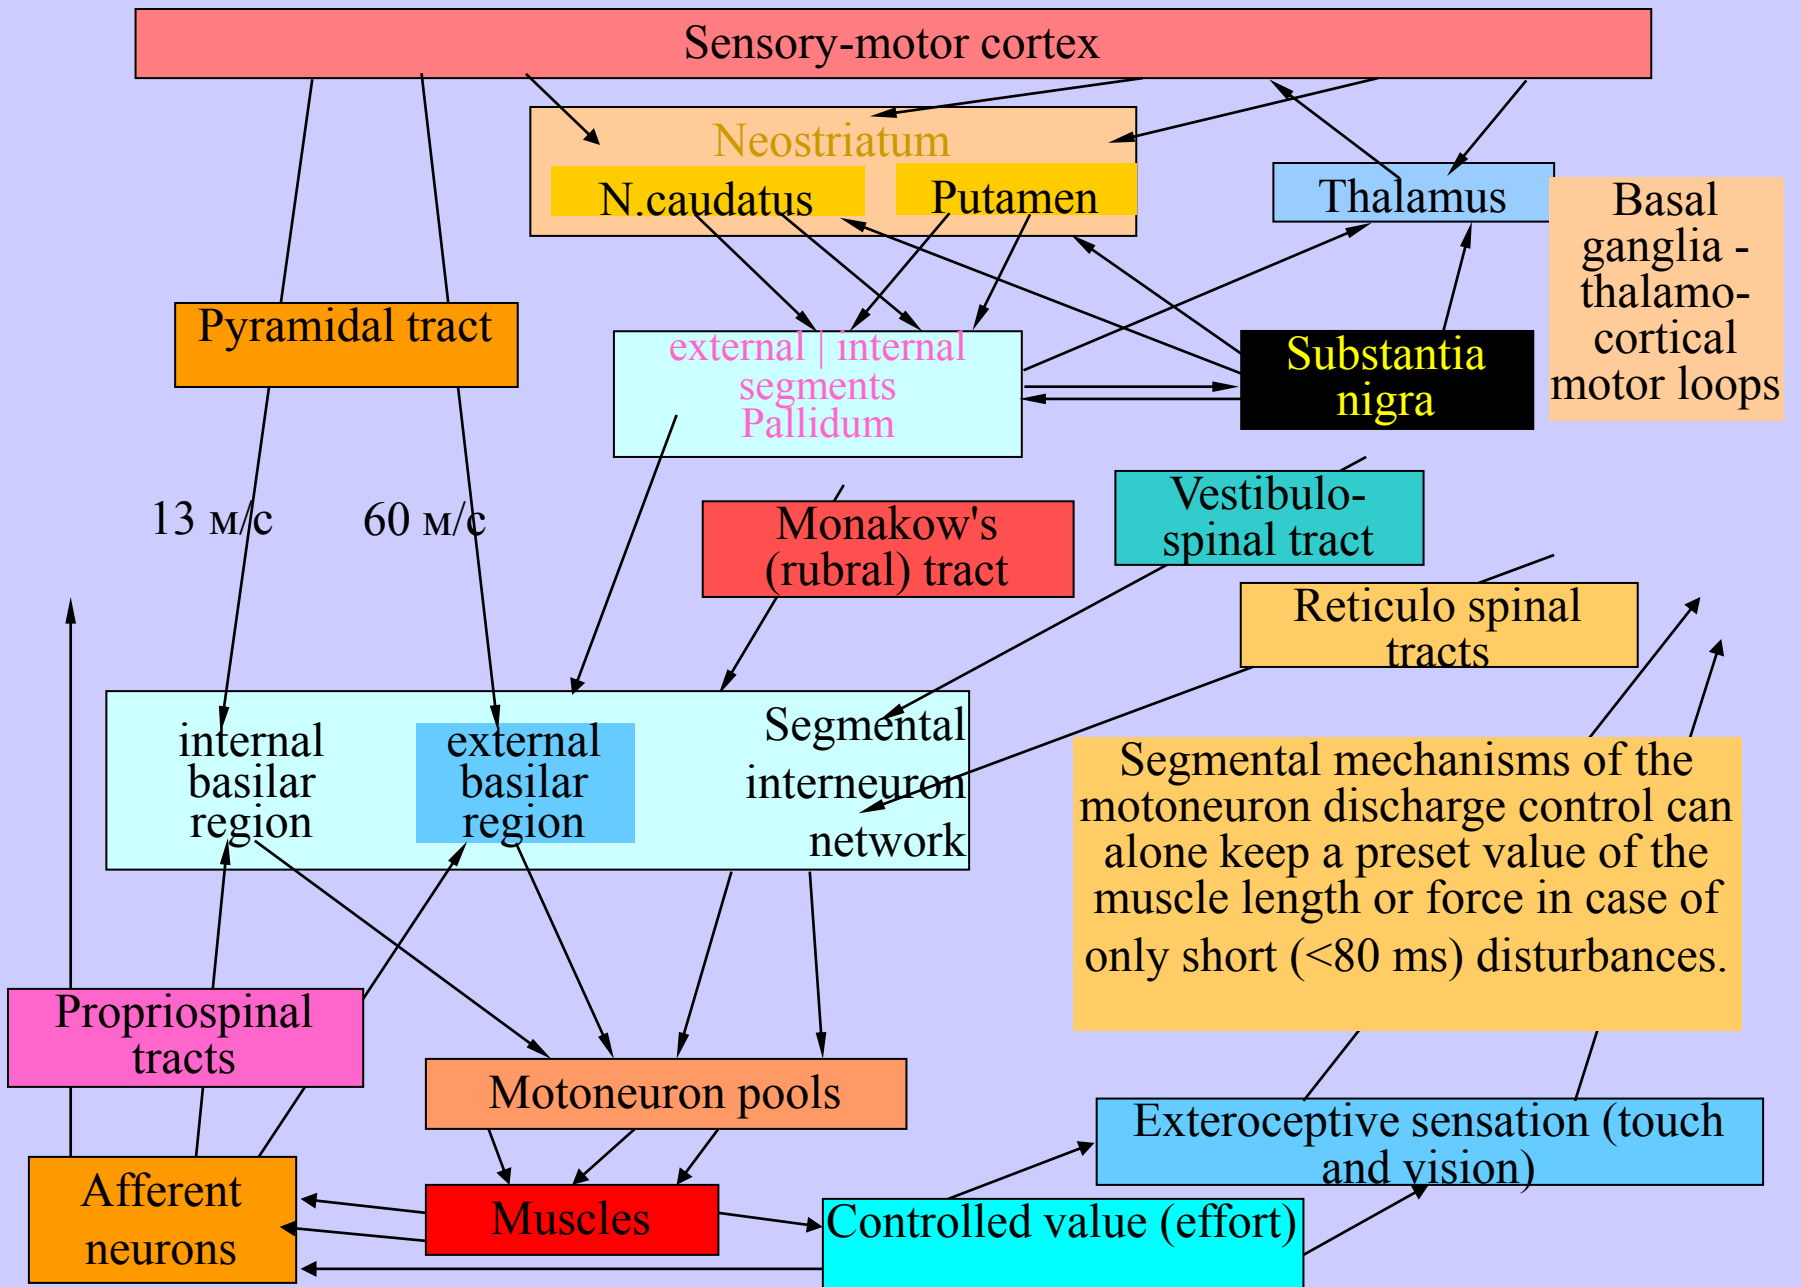 Sensory-motor cortex
Neostriatum
N.caudatus
Putamen
Thalamus
Basal
ganglia -
thalamo-
cortical
motor loops
Pyramidal tract
external | internal
segments
Pallidum
Substantia
nigra
13 м/с
60 м/с
Monakow's
(rubral) tract
Vestibulo-
spinal tract
Reticulo spinal
tracts
internal
basilar
region
external
basilar
region
Segmental
interneuron
network
Segmental mechanisms of the
motoneuron discharge control can
alone keep a preset value of the
muscle length or force in case of
only short (<80 ms) disturbances.
Propriospinal
tracts
Motoneuron pools
Exteroceptive sensation (touch
and vision)
Afferent
neurons
Muscles
Controlled value (effort)